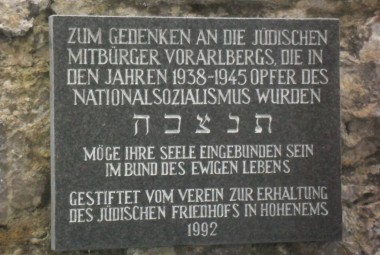 ZUM GEDENKEN AN DIE JÜDISCHEN
MITBÜRGER VORARLBERGS, DIE IN
DEN JAHREN 1938-1945 OPFER DES
NATIONALSOZIALISMUS WURDEN
ת נ צ ב ה
MÖGE IHRE SEELE EINGEBUNDEN SEIN
IM BUND DES EWIGEN LEBENS
GESTIFTET VOM VEREIN ZUR ERHALTUNG
DES JÜDISCHEN FRIEDHOFS IN HOHENEMS
1992